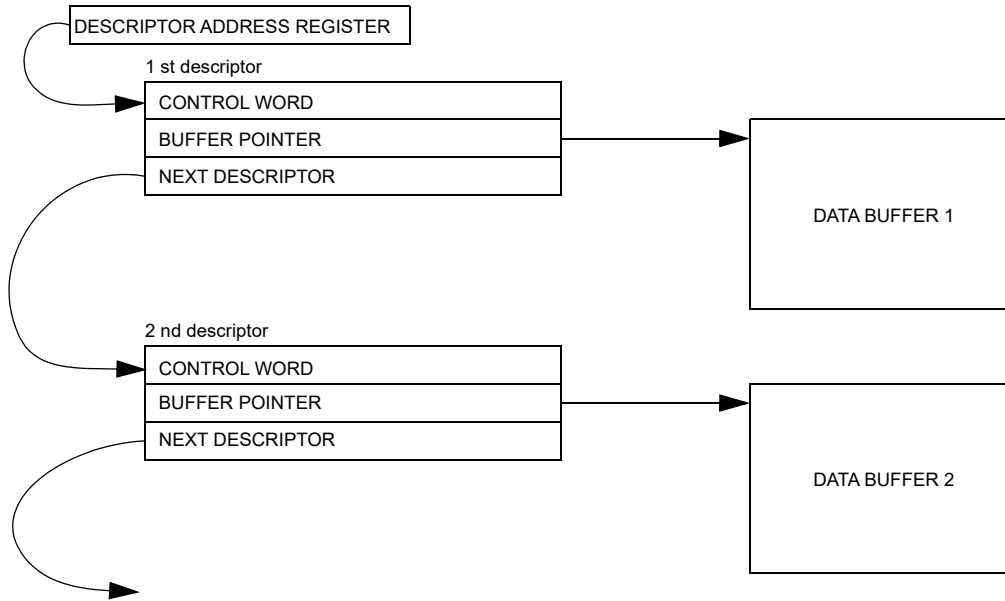 DESCRIPTOR ADDRESS REGISTER
1 st descriptor
CONTROL WORD
BUFFER POINTER
NEXT DESCRIPTOR
DATA BUFFER 1
2 nd descriptor
CONTROL WORD
BUFFER POINTER
NEXT DESCRIPTOR
DATA BUFFER 2